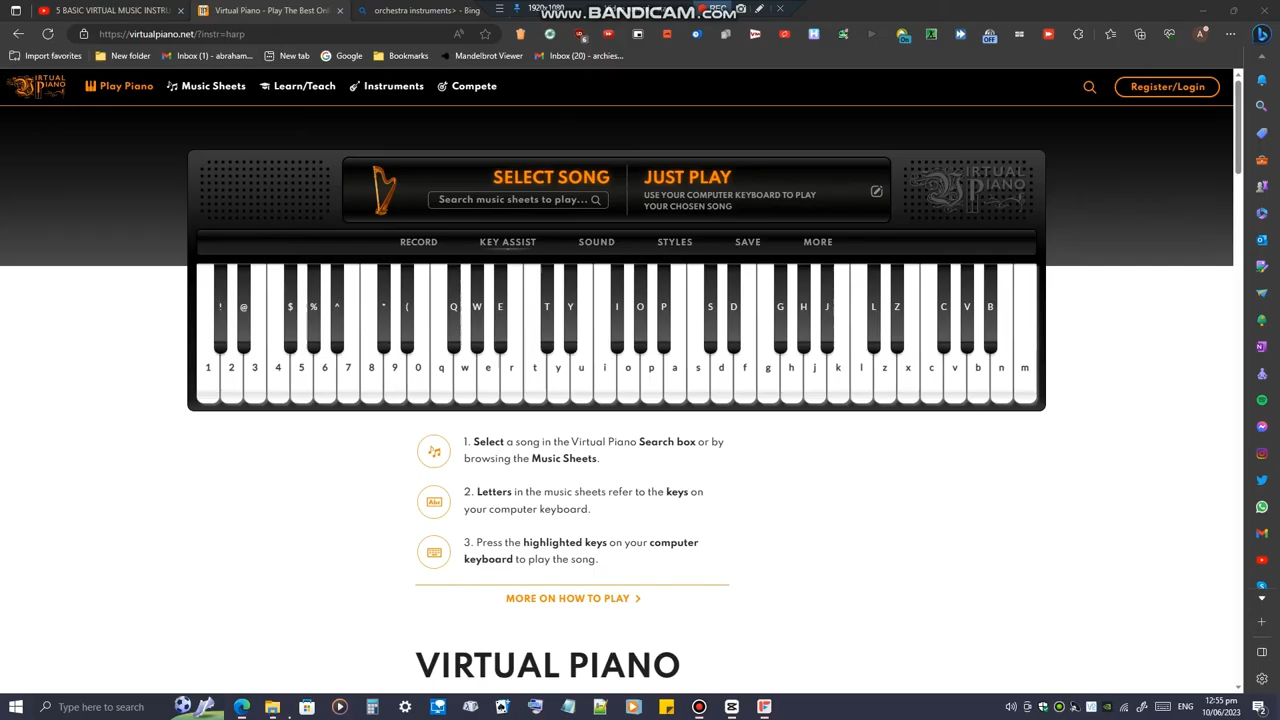 5 BASIC VIRTUAL MUSIC INSTRU
Virtual Piano - Play The Best Onl
orchestra instruments> - Bing
1920x1080
REC
www.BANDICAM.com
https://virtualpiano.net/?instr=harp
Import favorites
New folder
Inbox (1) - abraham...
New tab
Google
Bookmarks
Mandelbrot Viewer
Inbox (20) - archies...
VIRTUAL PIANO
Play Piano
Music Sheets
Learn/Teach
Instruments
Compete
Register/Login
SELECT SONG
Search music sheets to play...
JUST PLAY
USE YOUR COMPUTER KEYBOARD TO PLAY
YOUR CHOSEN SONG
VIRTUAL PIANO
RECORD
KEY ASSIST
SOUND
STYLES
SAVE
MORE
! @ $ % ^ * ( Q W E T Y I O P S D G H J L Z C V B
1 2 3 4 5 6 7 8 9 0 q w e r t y u i o p a s d f g h j k l z x c v b n m
1. Select a song in the Virtual Piano Search box or by
browsing the Music Sheets.
Abc
2. Letters in the music sheets refer to the keys on
your computer keyboard.
3. Press the highlighted keys on your computer
keyboard to play the song.
MORE ON HOW TO PLAY >
VIRTUAL PIANO
Type here to search
12:55 pm
10/06/2023